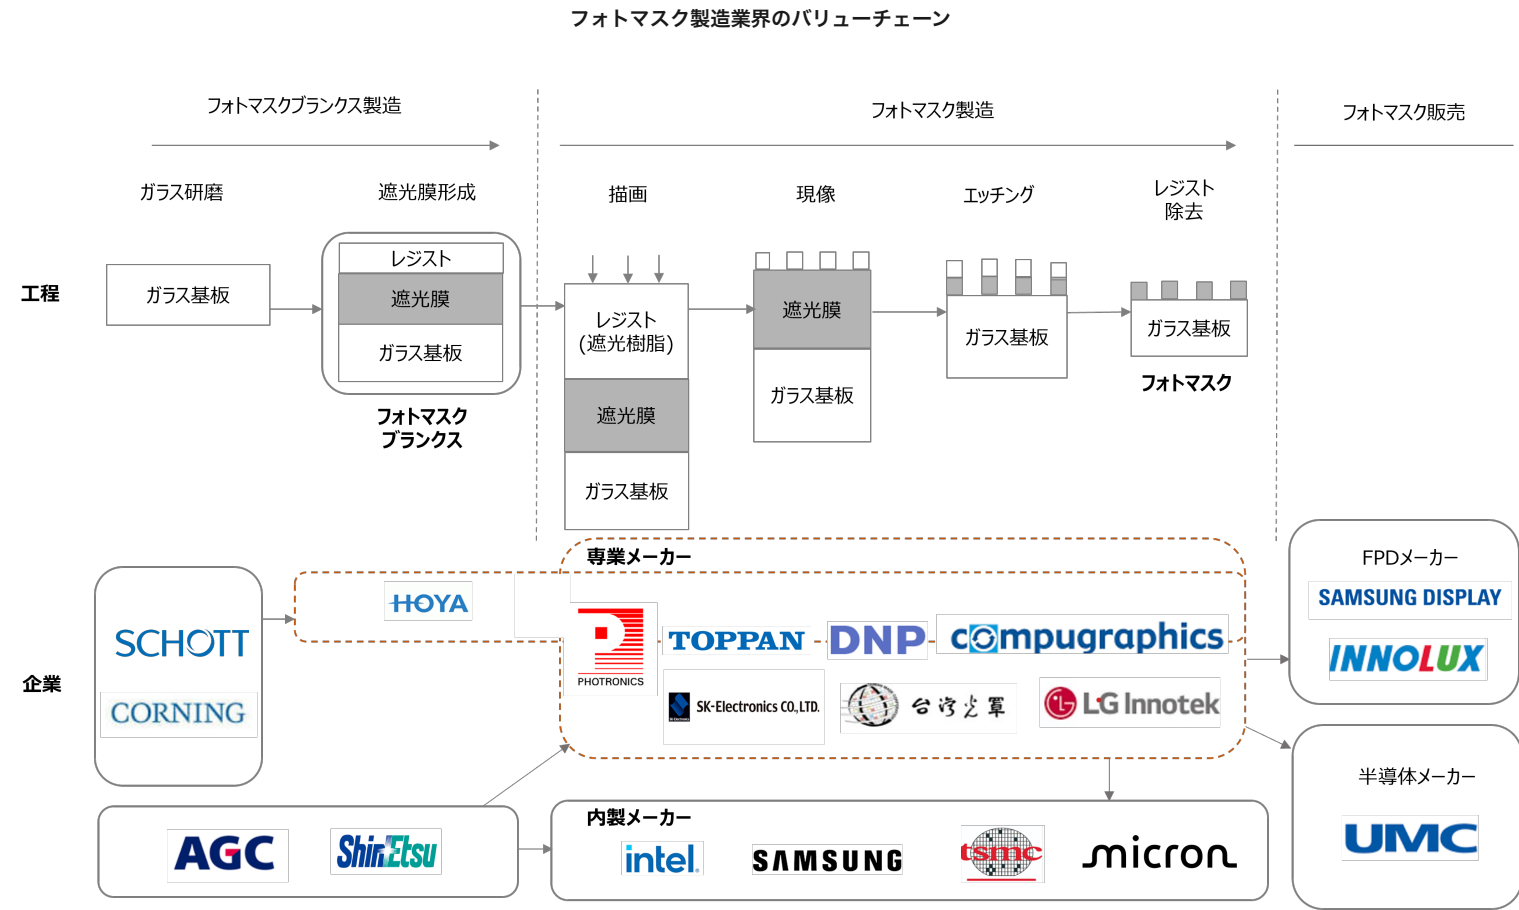 フォトマスク製造業界のバリューチェーン
フォトマスクブランクス製造
フォトマスク製造
フォトマスク販売
ガラス研磨
遮光膜形成
描画
現像
エッチング
レジスト
除去
工程
ガラス基板
レジスト
遮光膜
ガラス基板
フォトマスク
ブランクス
レジスト
(遮光樹脂)
遮光膜
ガラス基板
遮光膜
ガラス基板
ガラス基板
ガラス基板
フォトマスク
企業
SCHOTT
CORNING
HOYA
専業メーカー
PHOTRONICS
TOPPAN
DNP
compugraphics
SK-Electronics
SK-Electronics CO.,LTD.
台湾光罩
LG Innotek
FPDメーカー
SAMSUNG DISPLAY
INNOLUX
半導体メーカー
UMC
AGC
ShinEtsu
内製メーカー
intel.
SAMSUNG
tsmc
micron